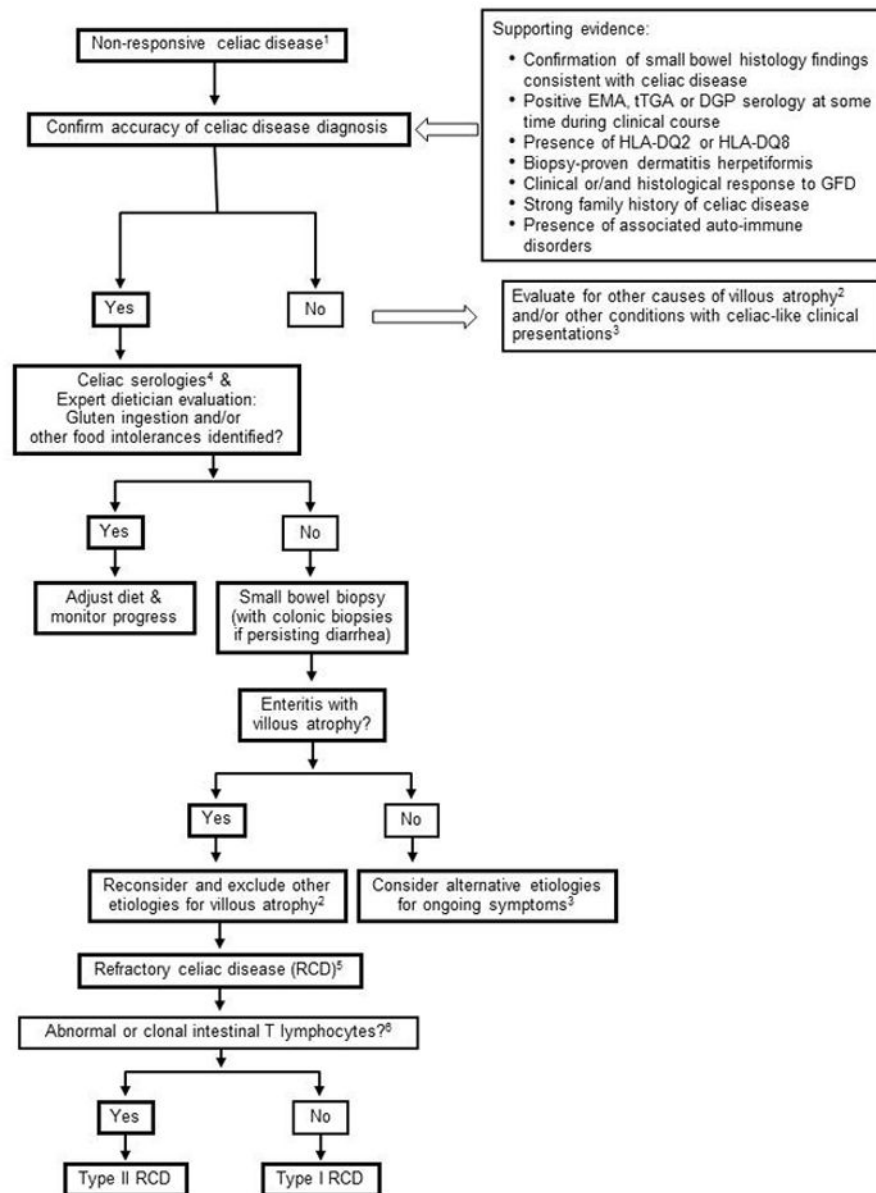 Non-responsive celiac disease¹
Supporting evidence:
• Confirmation of small bowel histology findings
consistent with celiac disease
• Positive EMA, tTGA or DGP serology at some
time during clinical course
• Presence of HLA-DQ2 or HLA-DQ8
• Biopsy-proven dermatitis herpetiformis
• Clinical or/and histological response to GFD
• Strong family history of celiac disease
• Presence of associated auto-immune
disorders
Confirm accuracy of celiac disease diagnosis
Yes
No
Evaluate for other causes of villous atrophy²
and/or other conditions with celiac-like clinical
presentations³
Celiac serologies⁴ &
Expert dietician evaluation:
Gluten ingestion and/or
other food intolerances identified?
Yes
No
Adjust diet &
monitor progress
Small bowel biopsy
(with colonic biopsies
if persisting diarrhea)
Enteritis with
villous atrophy?
Yes
No
Reconsider and exclude other
etiologies for villous atrophy²
Consider alternative etiologies
for ongoing symptoms³
Refractory celiac disease (RCD)⁵
Abnormal or clonal intestinal T lymphocytes?⁶
Yes
No
Type II RCD
Type I RCD